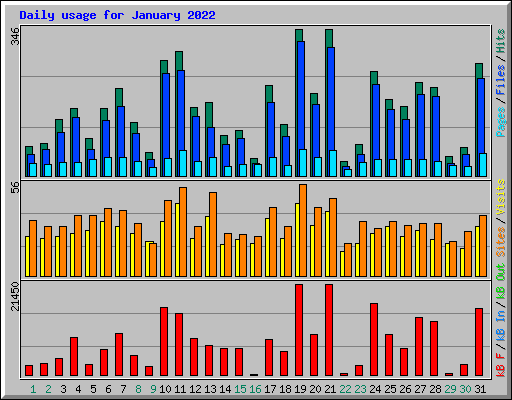 Daily usage for January 2022
346
56
21450
Pages / Files / Hits
Sites / Visits
kB F / kB In / kB Out
1 2 3 4 5 6 7 8 9 10 11 12 13 14 15 16 17 18 19 20 21 22 23 24 25 26 27 28 29 30 31